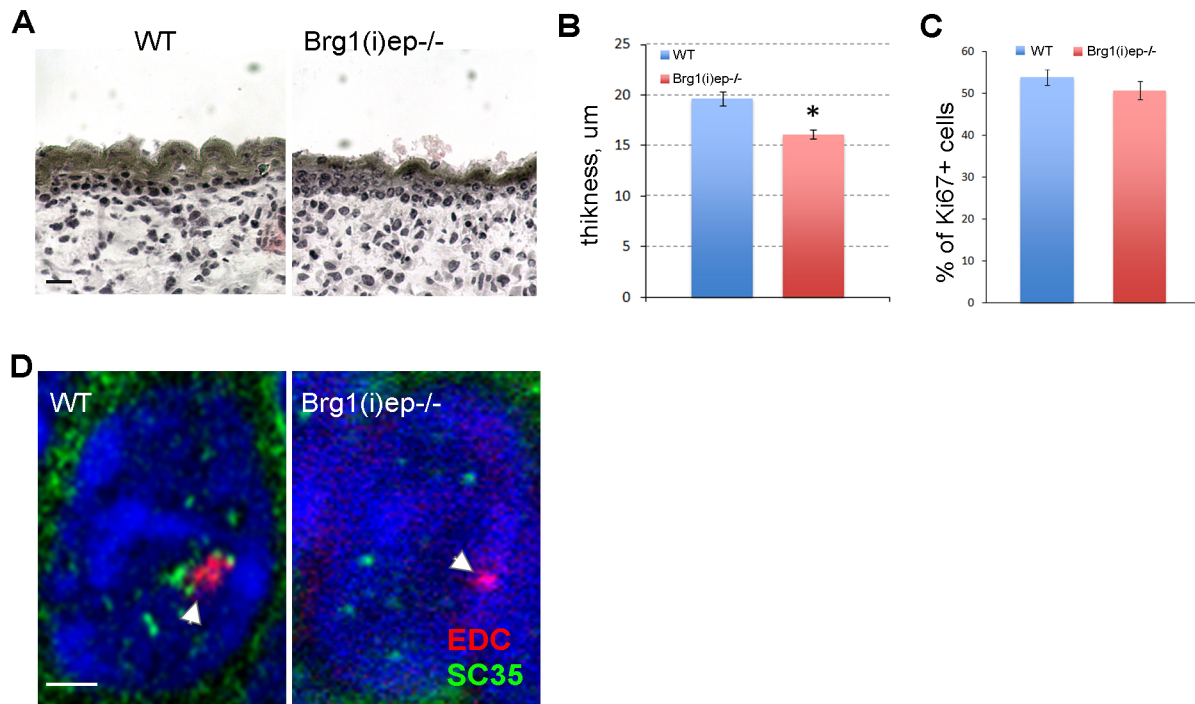 A
WT
Brg1(i)ep-/-
B
thikness, um
25
20
15
10
5
0
WT
Brg1(i)ep-/-
*
C
% of Ki67+ cells
60
50
40
30
20
10
0
WT
Brg1(i)ep-/-
D
WT
Brg1(i)ep-/-
EDC
SC35